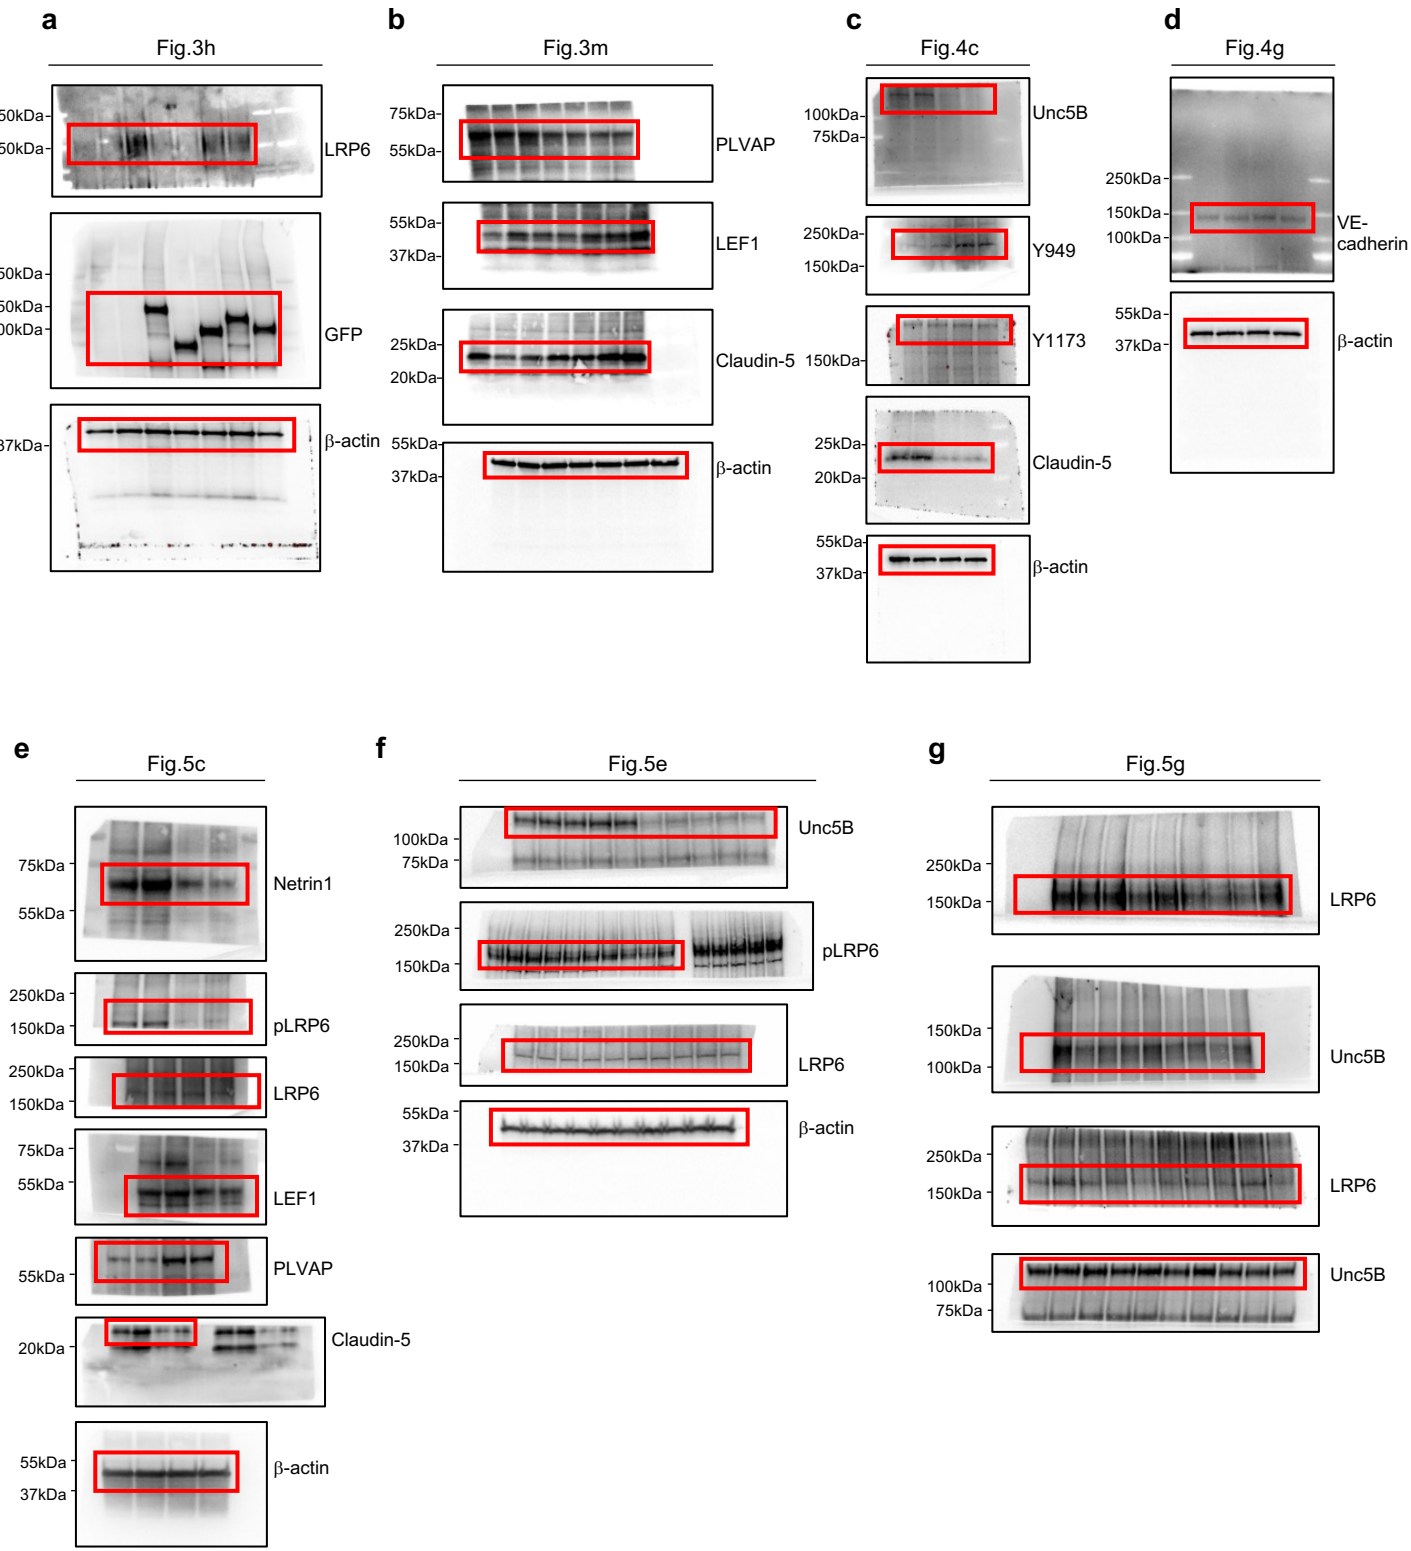 a
Fig.3h
50kDa
50kDa
LRP6
50kDa
50kDa
00kDa
GFP
37kDa
β-actin
b
Fig.3m
75kDa
55kDa
PLVAP
55kDa
37kDa
LEF1
25kDa
20kDa
Claudin-5
55kDa
37kDa
β-actin
c
Fig.4c
100kDa
75kDa
Unc5B
250kDa
150kDa
Y949
150kDa
Y1173
25kDa
20kDa
Claudin-5
55kDa
37kDa
β-actin
d
Fig.4g
250kDa
150kDa
100kDa
VE-
cadherin
55kDa
37kDa
β-actin
e
Fig.5c
75kDa
55kDa
Netrin1
250kDa
150kDa
pLRP6
250kDa
150kDa
LRP6
75kDa
55kDa
LEF1
55kDa
PLVAP
20kDa
Claudin-5
55kDa
37kDa
β-actin
f
Fig.5e
100kDa
75kDa
Unc5B
250kDa
150kDa
pLRP6
250kDa
150kDa
LRP6
55kDa
37kDa
β-actin
g
Fig.5g
250kDa
150kDa
LRP6
150kDa
100kDa
Unc5B
250kDa
150kDa
LRP6
100kDa
75kDa
Unc5B